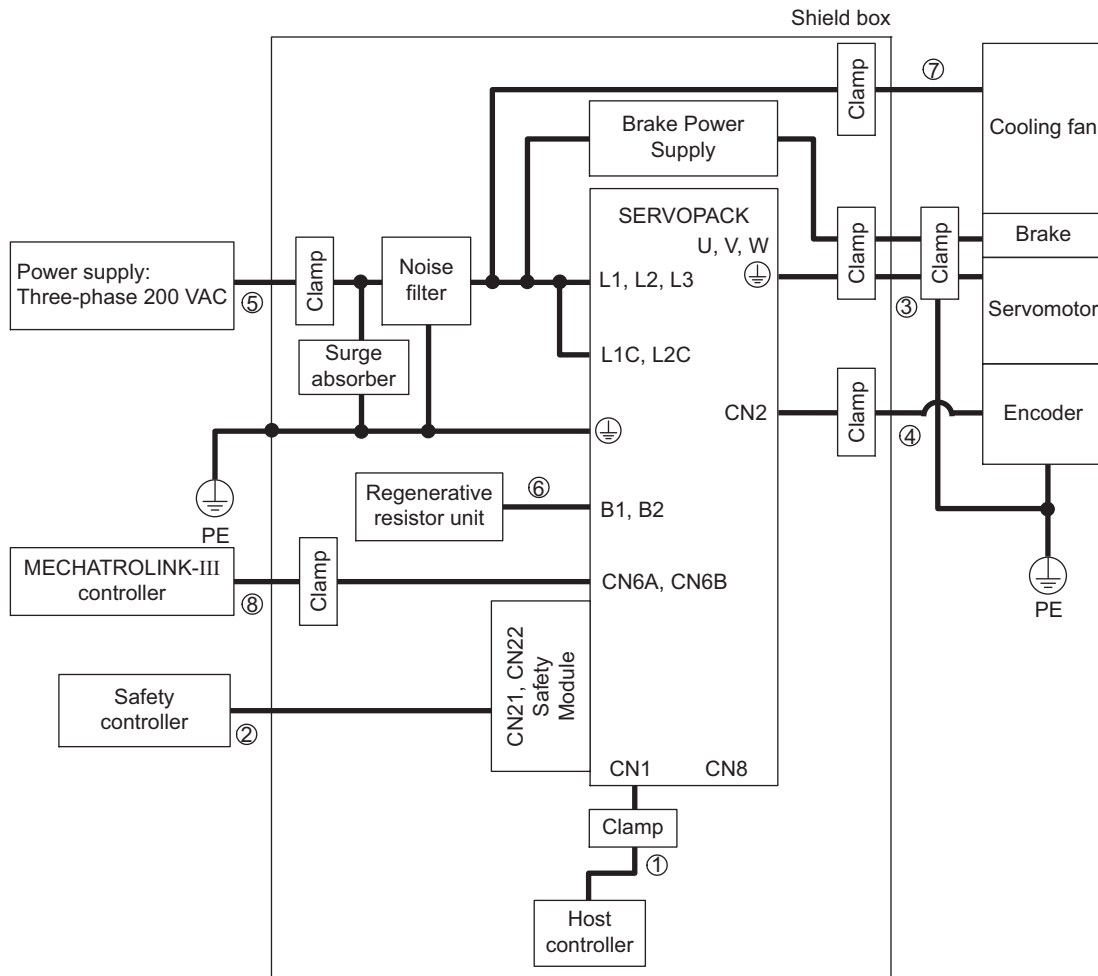 Shield box
Clamp
⑦
Cooling fan
Brake Power
Supply
SERVOPACK
U, V, W
Clamp
Clamp
Brake
Power supply:
Three-phase 200 VAC
⑤
Clamp
Noise
filter
L1, L2, L3
③
Servomotor
Surge
absorber
L1C, L2C
CN2
Clamp
④
Encoder
PE
Regenerative
resistor unit
⑥
B1, B2
MECHATROLINK-III
controller
⑧
Clamp
CN6A, CN6B
PE
CN21, CN22
Safety
Module
Safety
controller
②
CN1
CN8
Clamp
①
Host
controller